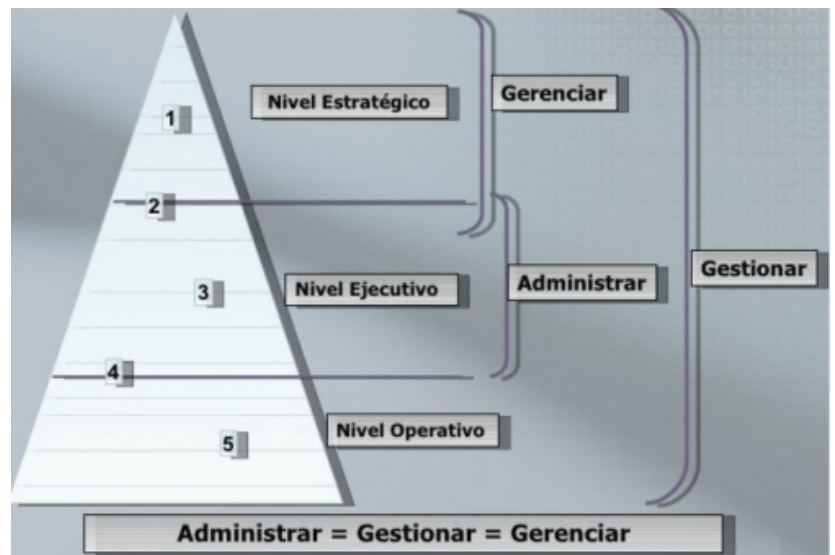 Nivel Estratégico
Gerenciar
1
2
Nivel Ejecutivo
Administrar
Gestionar
3
4
Nivel Operativo
5
Administrar = Gestionar = Gerenciar